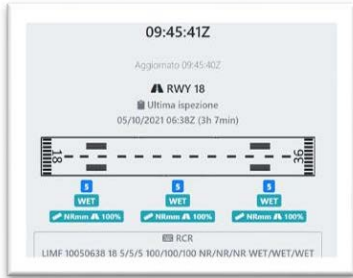 09:45:41Z
Aggiornato 09:45:40Z
RWY 18
Ultima ispezione
05/10/2021 06:38Z (3h 7min)
18 36
5 5 5
WET WET WET
NRmm 100% NRmm 100% NRmm 100%
RCR
LIMF 10050638 18 5/5/5 100/100/100 NR/NR/NR WET/WET/WET